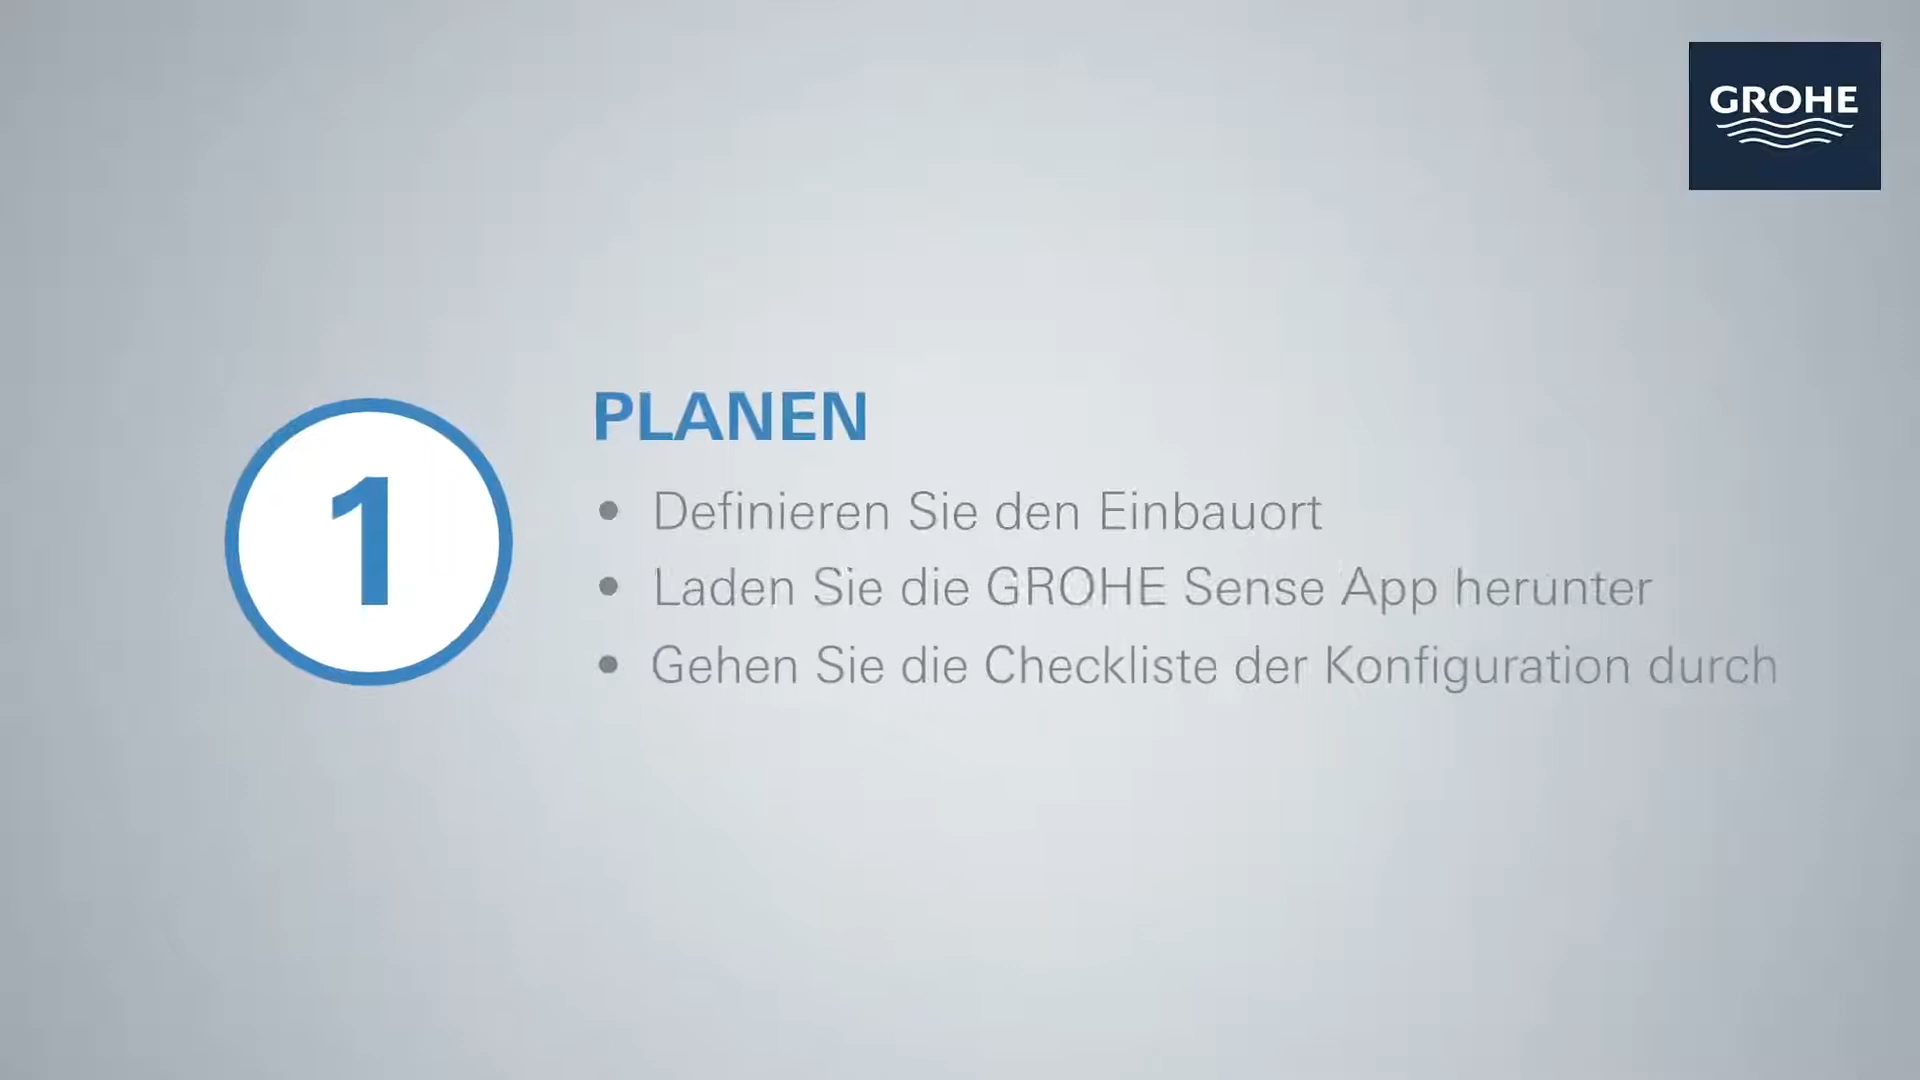 GROHE
1
PLANEN
• Definieren Sie den Einbauort
• Laden Sie die GROHE Sense App herunter
• Gehen Sie die Checkliste der Konfiguration durch